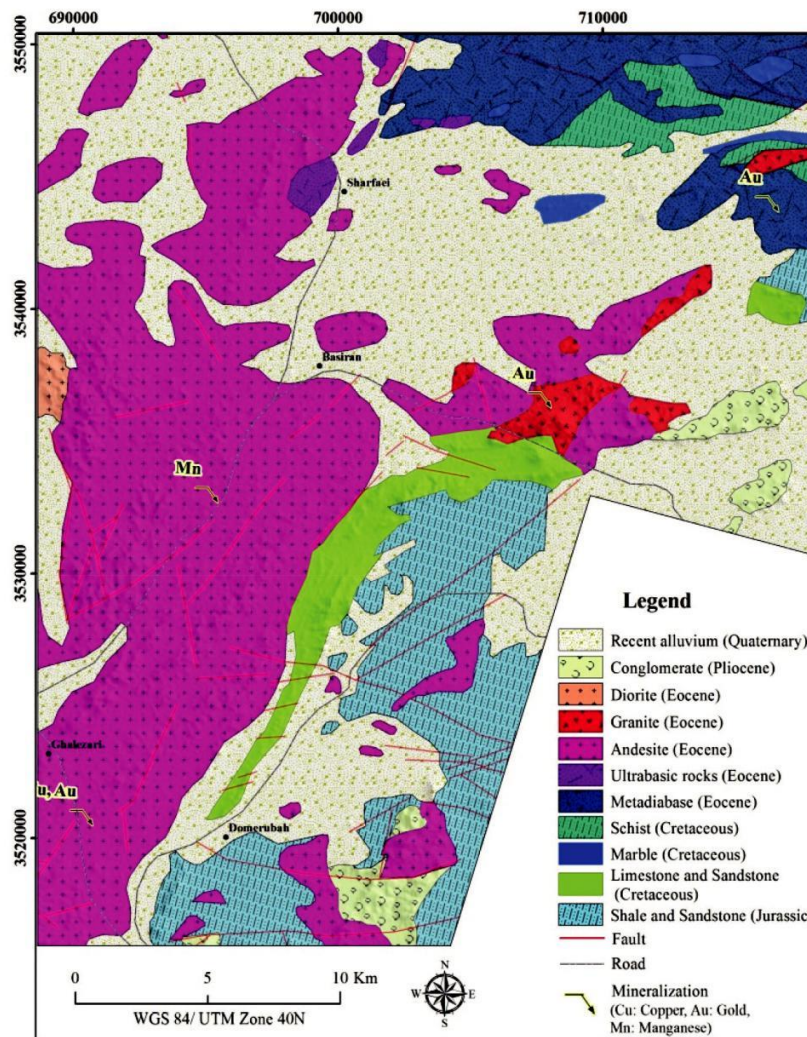 690000 700000 710000
3550000
Au
Sharfaei
3540000
Basiran
Au
Mn
3530000
Legend
Recent alluvium (Quaternary)
Conglomerate (Pliocene)
Diorite (Eocene)
Granite (Eocene)
Andesite (Eocene)
Ghalezari
Ultrabasic rocks (Eocene)
u, Au
Metadiabase (Eocene)
Schist (Cretaceous)
3520000
Domerubah
Marble (Cretaceous)
Limestone and Sandstone
(Cretaceous)
Shale and Sandstone (Jurassic
Fault
Road
N
W E
S
0 5 10 Km
WGS 84/ UTM Zone 40N
Mineralization
(Cu: Copper, Au: Gold,
Mn: Manganese)